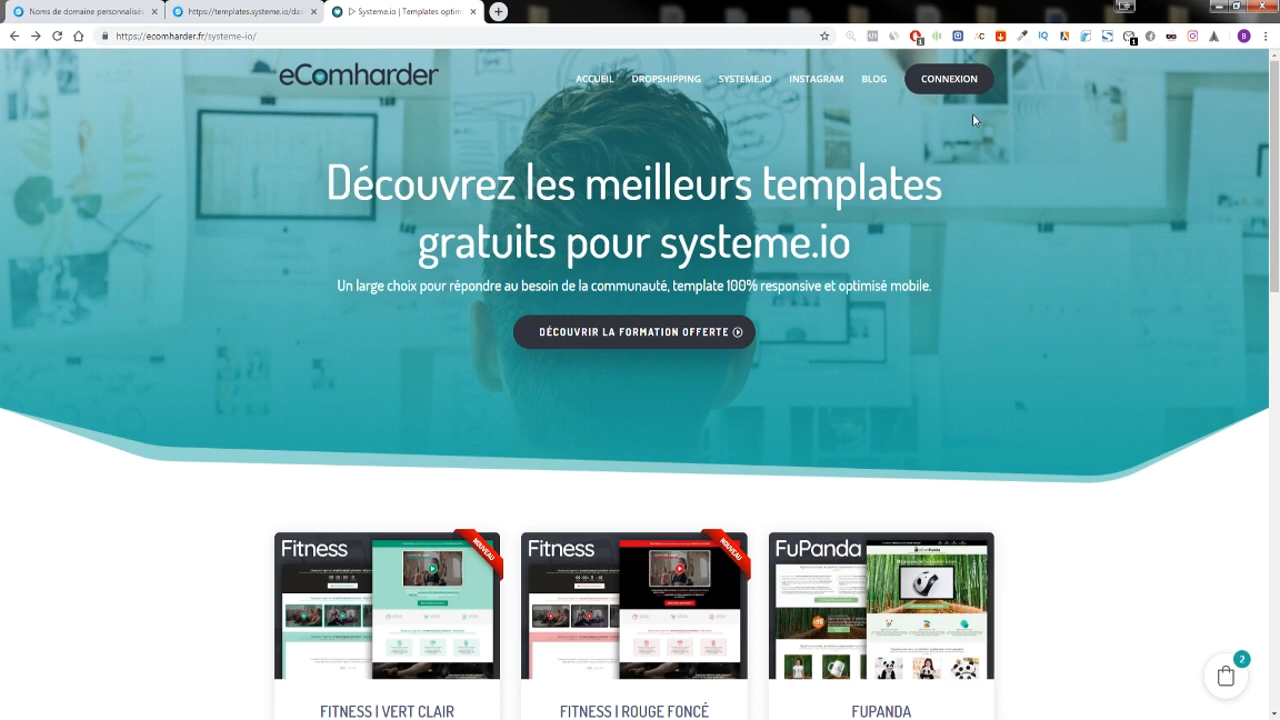 Noms de domaine personnalisés
https://templates.systeme.io/das
▷ Systeme.io | Templates optim
https://ecomharder.fr/systeme-io/
eComharder
ACCUEIL
DROPSHIPPING
SYSTEME.IO
INSTAGRAM
BLOG
CONNEXION
Découvrez les meilleurs templates
gratuits pour systeme.io
Un large choix pour répondre au besoin de la communauté, template 100% responsive et optimisé mobile.
DÉCOUVRIR LA FORMATION OFFERTE
Fitness
NOUVEAU
Fitness
NOUVEAU
FuPanda
FITNESS | VERT CLAIR
FITNESS | ROUGE FONCÉ
FUPANDA
2